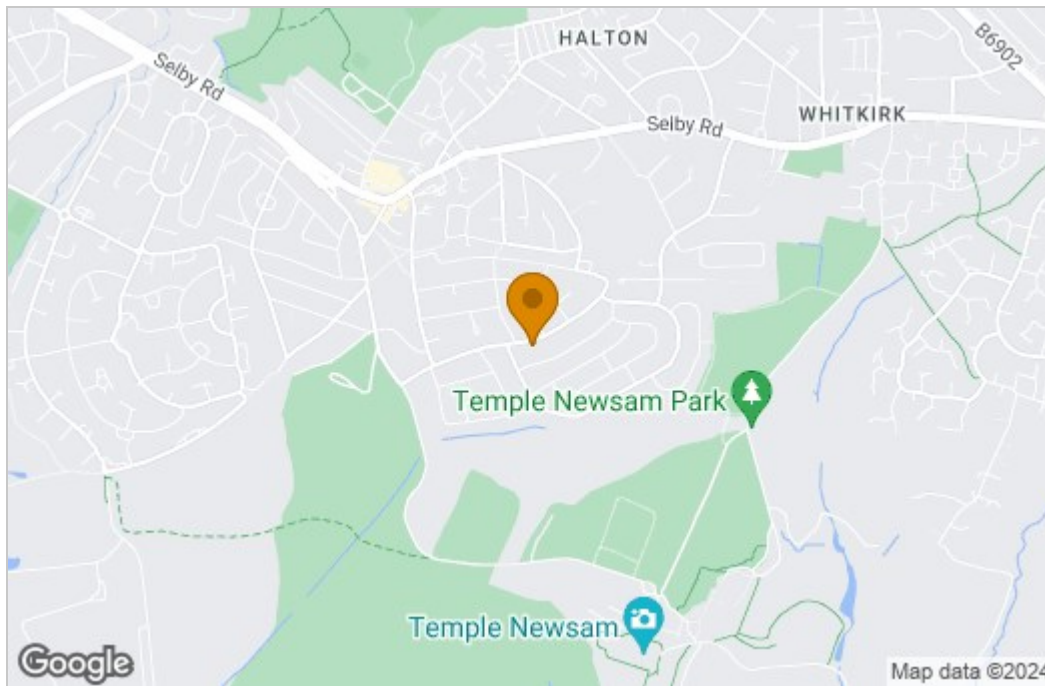 HALTON
B6902
Selby Rd
WHITKIRK
Selby Rd
Temple Newsam Park
Temple Newsam
Google
Map data ©2024